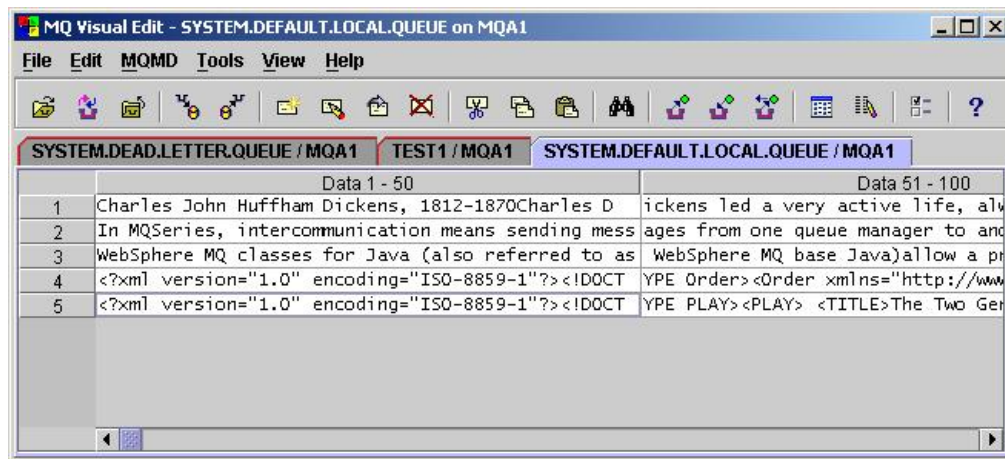 MQ Visual Edit - SYSTEM.DEFAULT.LOCAL.QUEUE on MQA1
File Edit MQMD Tools View Help
SYSTEM.DEAD.LETTER.QUEUE / MQA1 TEST1 / MQA1 SYSTEM.DEFAULT.LOCAL.QUEUE / MQA1
Data 1 - 50 Data 51 - 100
1 Charles John Huffham Dickens, 1812-1870Charles D ickens led a very active life, alw
2 In MQSeries, intercommunication means sending mess ages from one queue manager to and
3 WebSphere MQ classes for Java (also referred to as WebSphere MQ base Java)allow a pr
4 <?xml version="1.0" encoding="ISO-8859-1"?><!DOCT YPE Order><Order xmlns="http://www
5 <?xml version="1.0" encoding="ISO-8859-1"?><!DOCT YPE PLAY><PLAY> <TITLE>The Two Gen